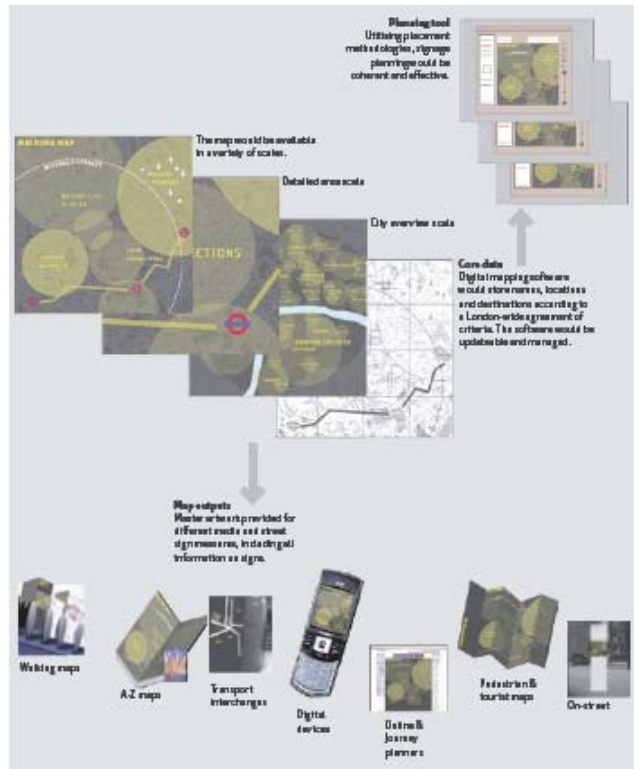 Planning tool
Utilising placement
methodologies, signage
planning would be
coherent and effective.
WALKING MAP
The map would be available
in a variety of scales.
Detailed area scale
City overview scale
Core data
Digital mapping software
would store names, locations
and destinations according to
a London-wide agreement of
criteria. The software would be
updateable and managed.
Map outputs
Master artwork provided for
different media and street
sign measures, including all
information on signs.
Walking maps
A-Z maps
Transport
interchanges
Digital
devices
Online &
Journey
planners
Pedestrian &
tourist maps
On-street